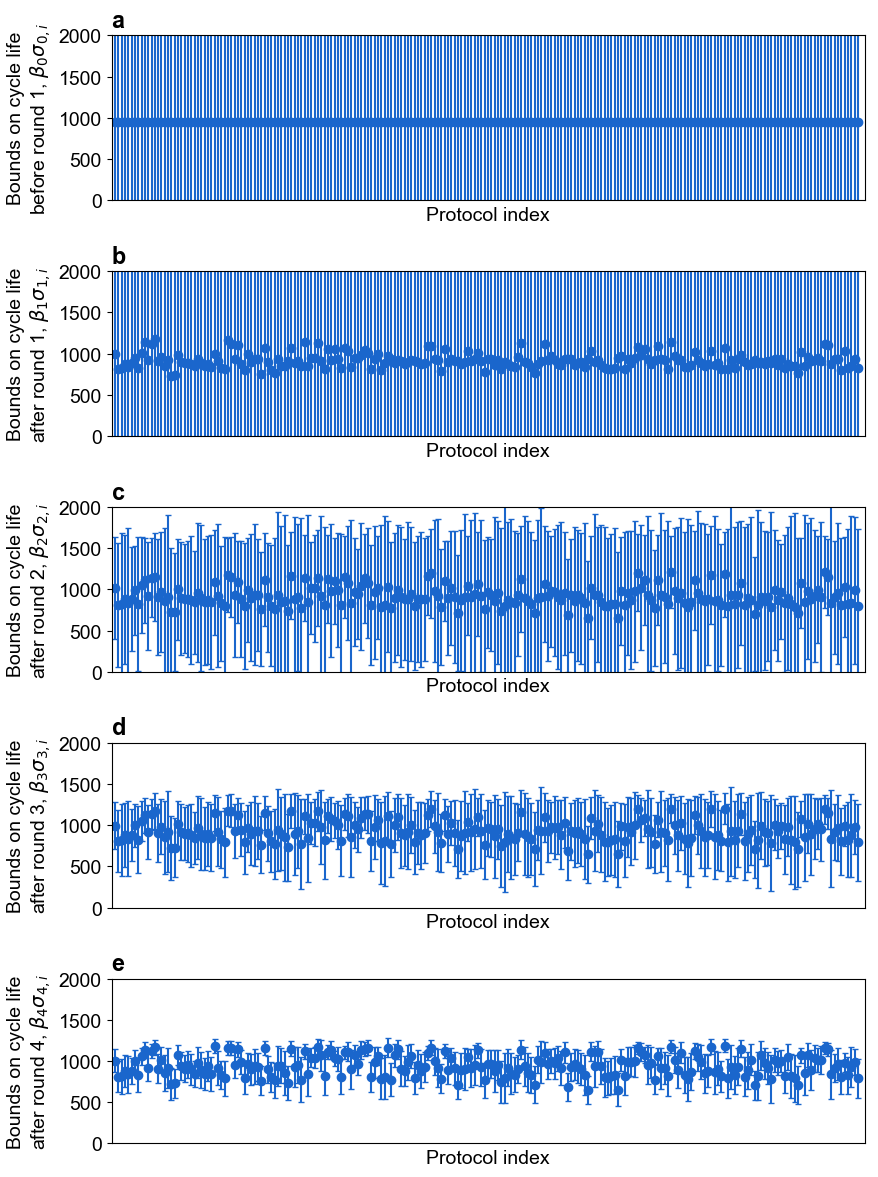 a
Bounds on cycle life
before round 1, β₀σ₀,ᵢ
2000
1500
1000
500
0
Protocol index
b
Bounds on cycle life
after round 1, β₁σ₁,ᵢ
2000
1500
1000
500
0
Protocol index
c
Bounds on cycle life
after round 2, β₂σ₂,ᵢ
2000
1500
1000
500
0
Protocol index
d
Bounds on cycle life
after round 3, β₃σ₃,ᵢ
2000
1500
1000
500
0
Protocol index
e
Bounds on cycle life
after round 4, β₄σ₄,ᵢ
2000
1500
1000
500
0
Protocol index